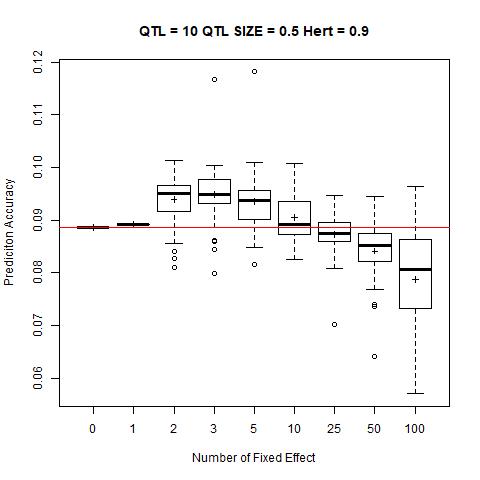 QTL = 10 QTL SIZE = 0.5 Hert = 0.9
Prediciton Accuracy
0.12
0.11
0.10
0.09
0.08
0.07
0.06
0 1 2 3 5 10 25 50 100
Number of Fixed Effect